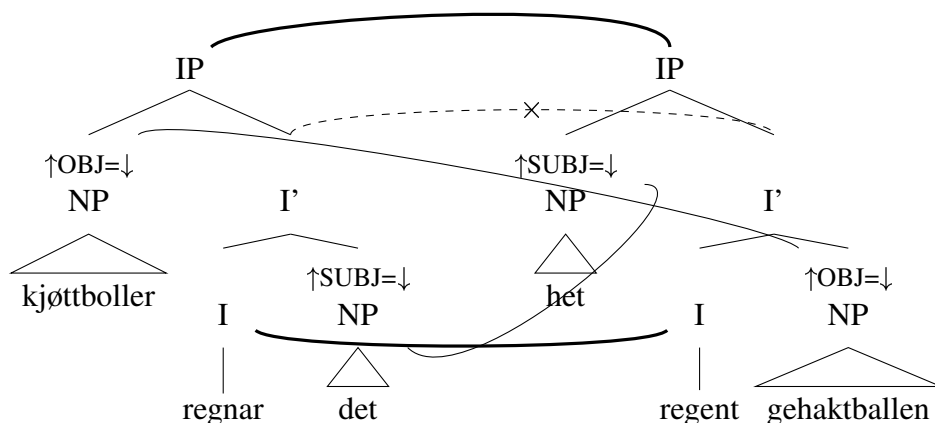 IP IP
↑OBJ=↓ ↑SUBJ=↓
NP I' NP I'
kjøttboller ↑SUBJ=↓ het ↑OBJ=↓
I NP I NP
regnar det regent gehaktballen